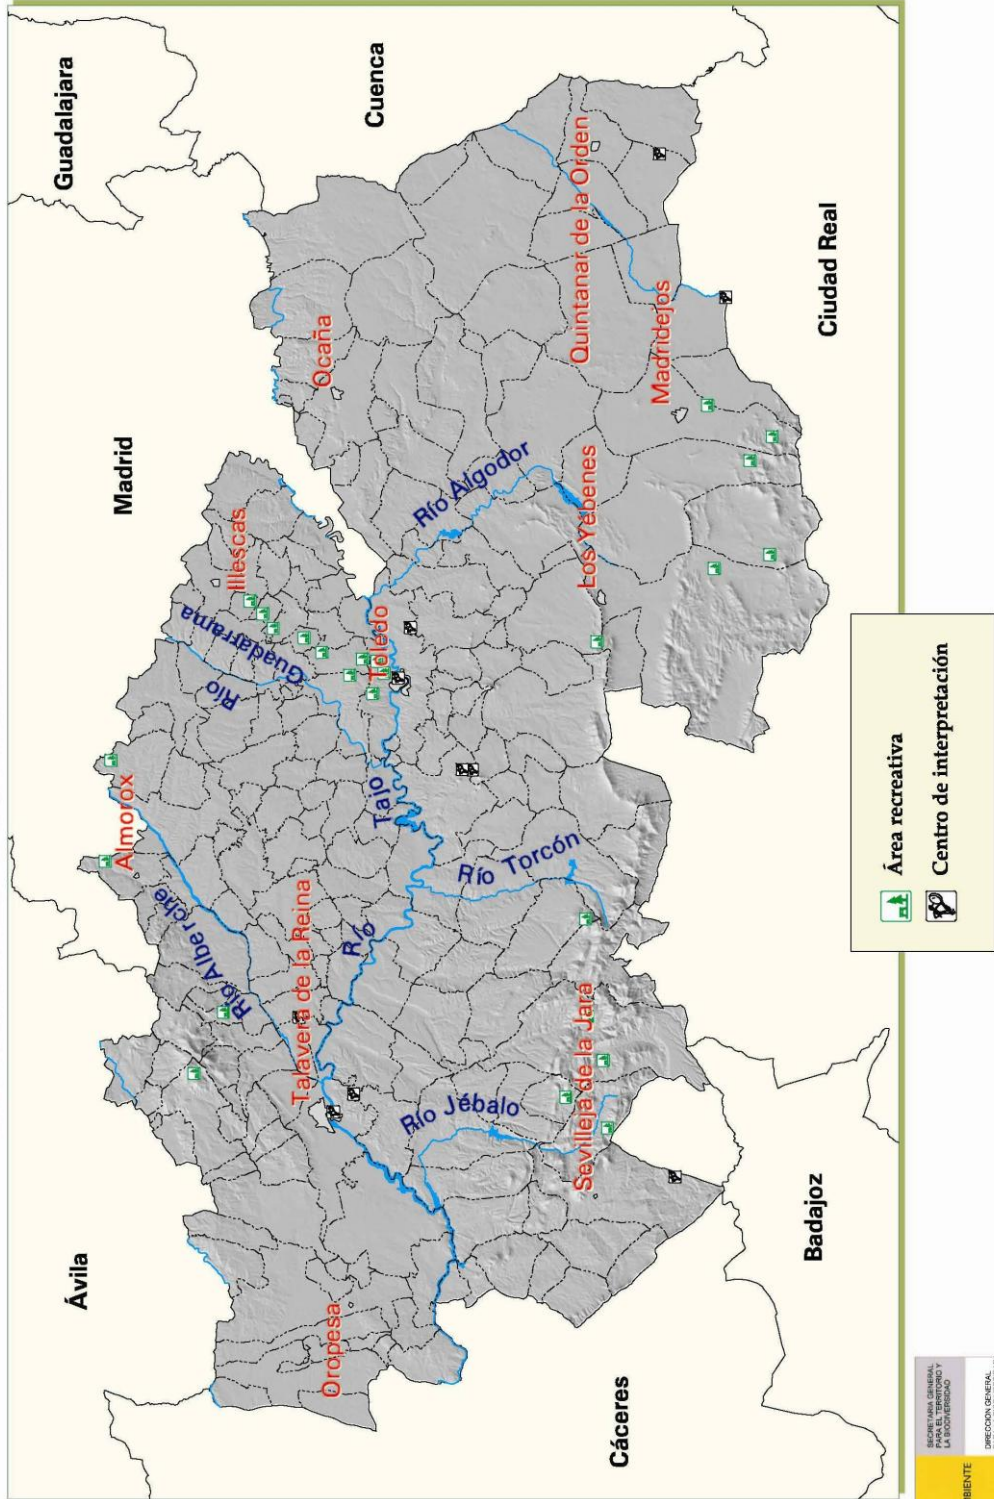 Guadalajara
Cuenca
Madrid
Ávila
Cáceres
Badajoz
Ciudad Real
Almorox
Illescas
Ocaña
Oropesa
Talavera de la Reina
Toledo
Quintanar de la Orden
Madridejos
Los Yébenes
Sevilleja de la Jara
Río Alberche
Río Guadarrama
Río Tajo
Río Algodor
Río Torcón
Río Jébalo
Área recreativa
Centro de interpretación
BIENTE
SECRETARIA GENERAL
PARA EL TERRITORIO Y
LA BIODIVERSIDAD
DIRECCION GENERAL